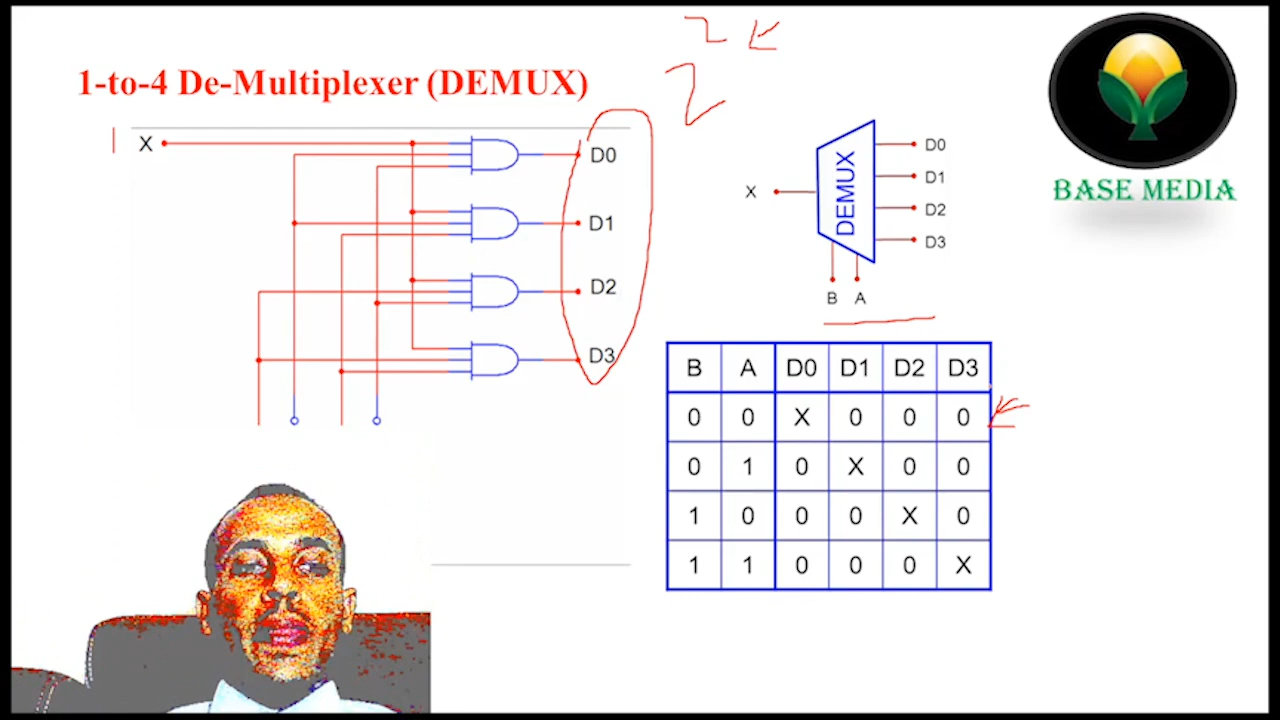 1-to-4 De-Multiplexer (DEMUX)
2
2
X
D0
D1
D2
D3
X
DEMUX
D0
D1
D2
D3
B A
BASE MEDIA
B A D0 D1 D2 D3
0 0 X 0 0 0
0 1 0 X 0 0
1 0 0 0 X 0
1 1 0 0 0 X